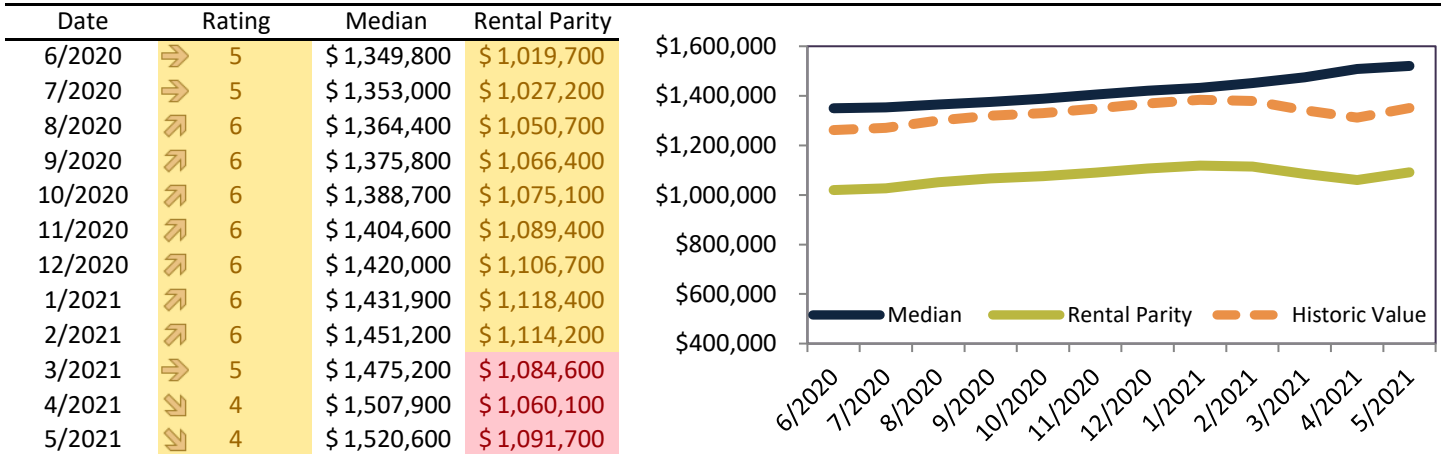 Date Rating Median Rental Parity
6/2020 5 $ 1,349,800 $ 1,019,700
7/2020 5 $ 1,353,000 $ 1,027,200
8/2020 6 $ 1,364,400 $ 1,050,700
9/2020 6 $ 1,375,800 $ 1,066,400
10/2020 6 $ 1,388,700 $ 1,075,100
11/2020 6 $ 1,404,600 $ 1,089,400
12/2020 6 $ 1,420,000 $ 1,106,700
1/2021 6 $ 1,431,900 $ 1,118,400
2/2021 6 $ 1,451,200 $ 1,114,200
3/2021 5 $ 1,475,200 $ 1,084,600
4/2021 4 $ 1,507,900 $ 1,060,100
5/2021 4 $ 1,520,600 $ 1,091,700
$1,600,000
$1,400,000
$1,200,000
$1,000,000
$800,000
$600,000
$400,000
Median Rental Parity Historic Value
6/2020 7/2020 8/2020 9/2020 10/2020 11/2020 12/2020 1/2021 2/2021 3/2021 4/2021 5/2021